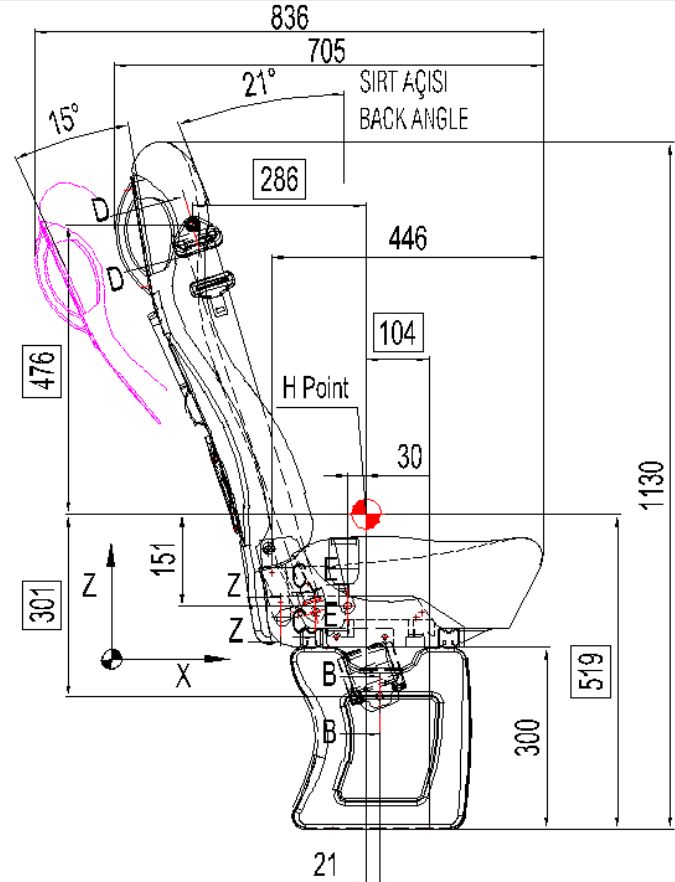 836
705
21°
SIRT AÇISI
BACK ANGLE
15°
286
D
446
D
104
476
H Point
30
1130
151
E
Z
Z
301
E
Z
X
B
519
B
300
21